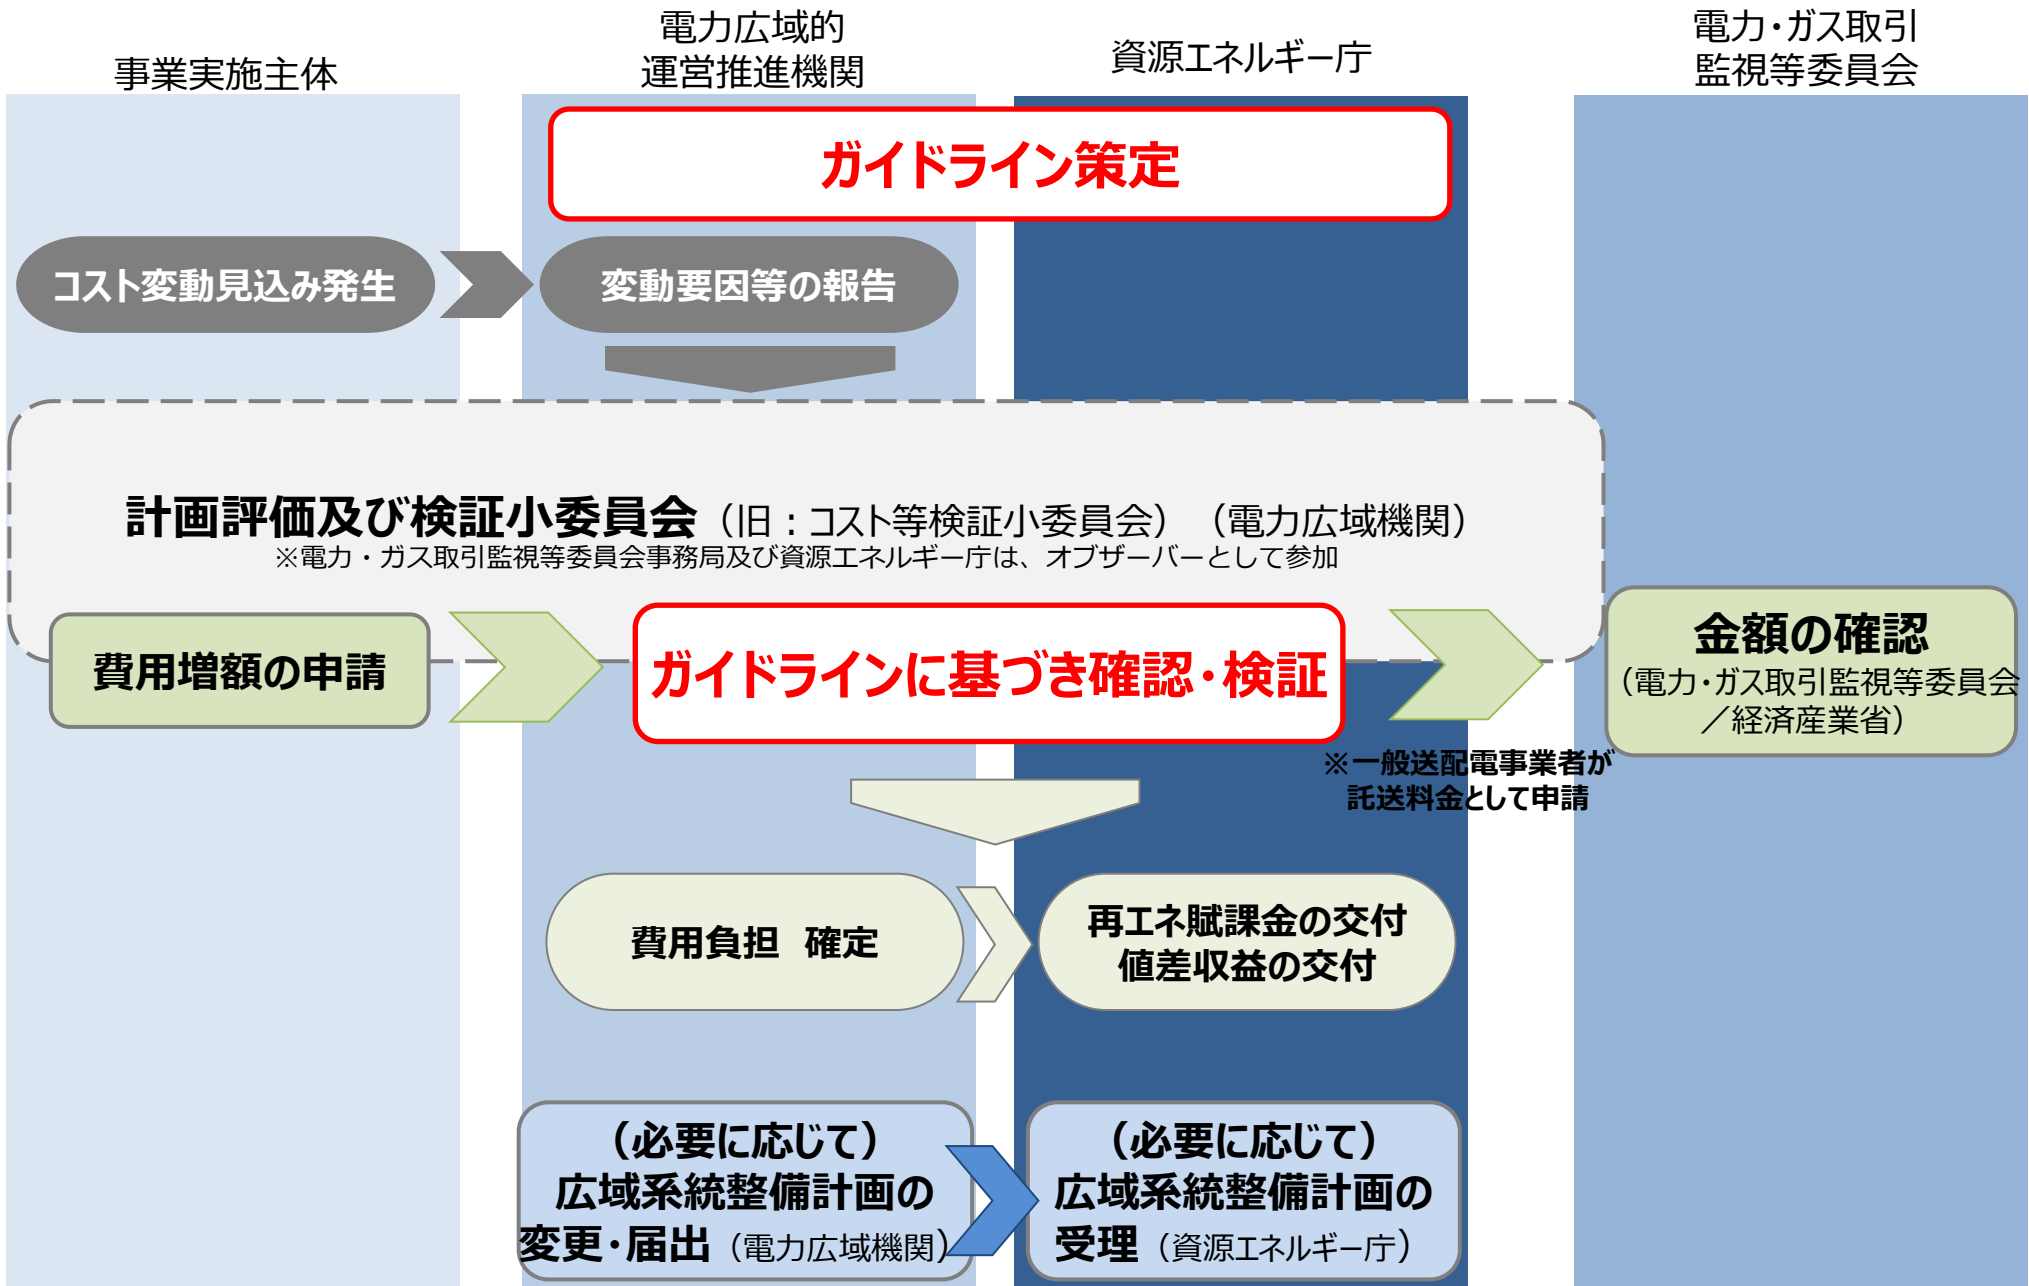 事業実施主体
電力広域的
運営推進機関
資源エネルギー庁
電力・ガス取引
監視等委員会
ガイドライン策定
コスト変動見込み発生
変動要因等の報告
計画評価及び検証小委員会（旧：コスト等検証小委員会）（電力広域機関）
※電力・ガス取引監視等委員会事務局及び資源エネルギー庁は、オブザーバーとして参加
費用増額の申請
ガイドラインに基づき確認・検証
金額の確認
（電力・ガス取引監視等委員会
／経済産業省）
※一般送配電事業者が
託送料金として申請
費用負担　確定
再エネ賦課金の交付
値差収益の交付
（必要に応じて）
広域系統整備計画の
変更・届出（電力広域機関）
（必要に応じて）
広域系統整備計画の
受理（資源エネルギー庁）